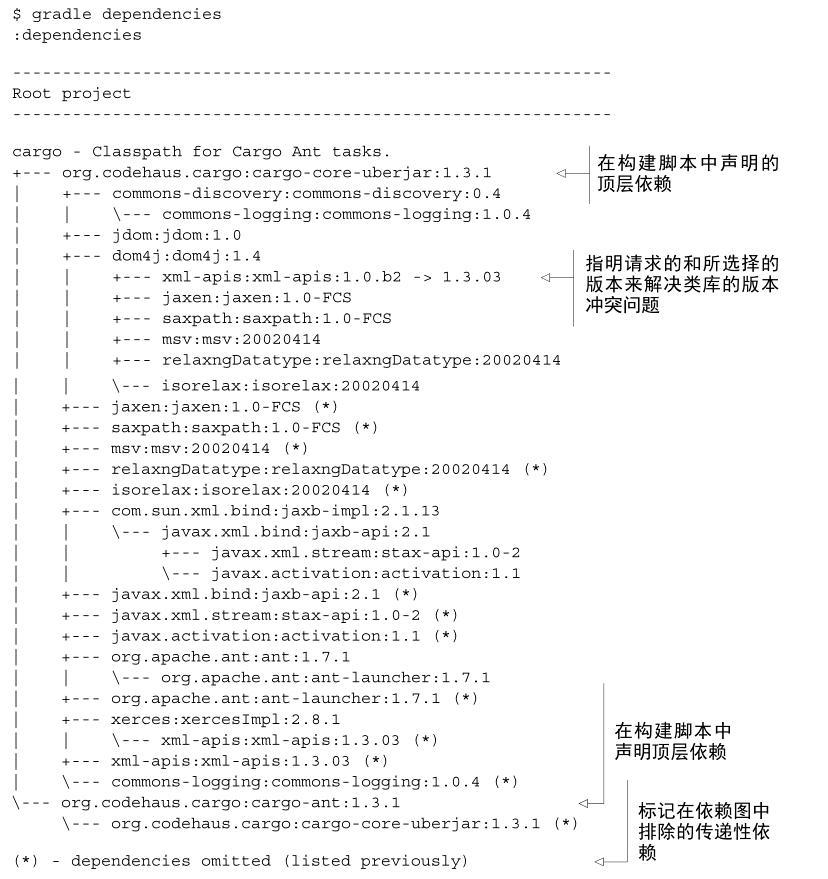 $ gradle dependencies
:dependencies
------------------------------------------------------------
Root project
------------------------------------------------------------
cargo - Classpath for Cargo Ant tasks.
+--- org.codehaus.cargo:cargo-core-uberjar:1.3.1
在构建脚本中声明的
顶层依赖
|    +--- commons-discovery:commons-discovery:0.4
|    |    \--- commons-logging:commons-logging:1.0.4
|    +--- jdom:jdom:1.0
|    +--- dom4j:dom4j:1.4
|    |    +--- xml-apis:xml-apis:1.0.b2 -> 1.3.03
指明请求的和所选择的
版本来解决类库的版本
冲突问题
|    |    +--- jaxen:jaxen:1.0-FCS
|    |    +--- saxpath:saxpath:1.0-FCS
|    |    +--- msv:msv:20020414
|    |    +--- relaxngDatatype:relaxngDatatype:20020414
|    |    \--- isorelax:isorelax:20020414
|    +--- jaxen:jaxen:1.0-FCS (*)
|    +--- saxpath:saxpath:1.0-FCS (*)
|    +--- msv:msv:20020414 (*)
|    +--- relaxngDatatype:relaxngDatatype:20020414 (*)
|    +--- isorelax:isorelax:20020414 (*)
|    +--- com.sun.xml.bind:jaxb-impl:2.1.13
|    |    \--- javax.xml.bind:jaxb-api:2.1
|    |         +--- javax.xml.stream:stax-api:1.0-2
|    |         \--- javax.activation:activation:1.1
|    +--- javax.xml.bind:jaxb-api:2.1 (*)
|    +--- javax.xml.stream:stax-api:1.0-2 (*)
|    +--- javax.activation:activation:1.1 (*)
|    +--- org.apache.ant:ant:1.7.1
|    |    \--- org.apache.ant:ant-launcher:1.7.1
|    +--- org.apache.ant:ant-launcher:1.7.1 (*)
|    +--- xerces:xercesImpl:2.8.1
|    |    \--- xml-apis:xml-apis:1.3.03 (*)
|    +--- xml-apis:xml-apis:1.3.03 (*)
|    \--- commons-logging:commons-logging:1.0.4 (*)
\--- org.codehaus.cargo:cargo-ant:1.3.1
在构建脚本中
声明顶层依赖
     \--- org.codehaus.cargo:cargo-core-uberjar:1.3.1 (*)
(*) - dependencies omitted (listed previously)
标记在依赖图中
排除的传递性依
赖